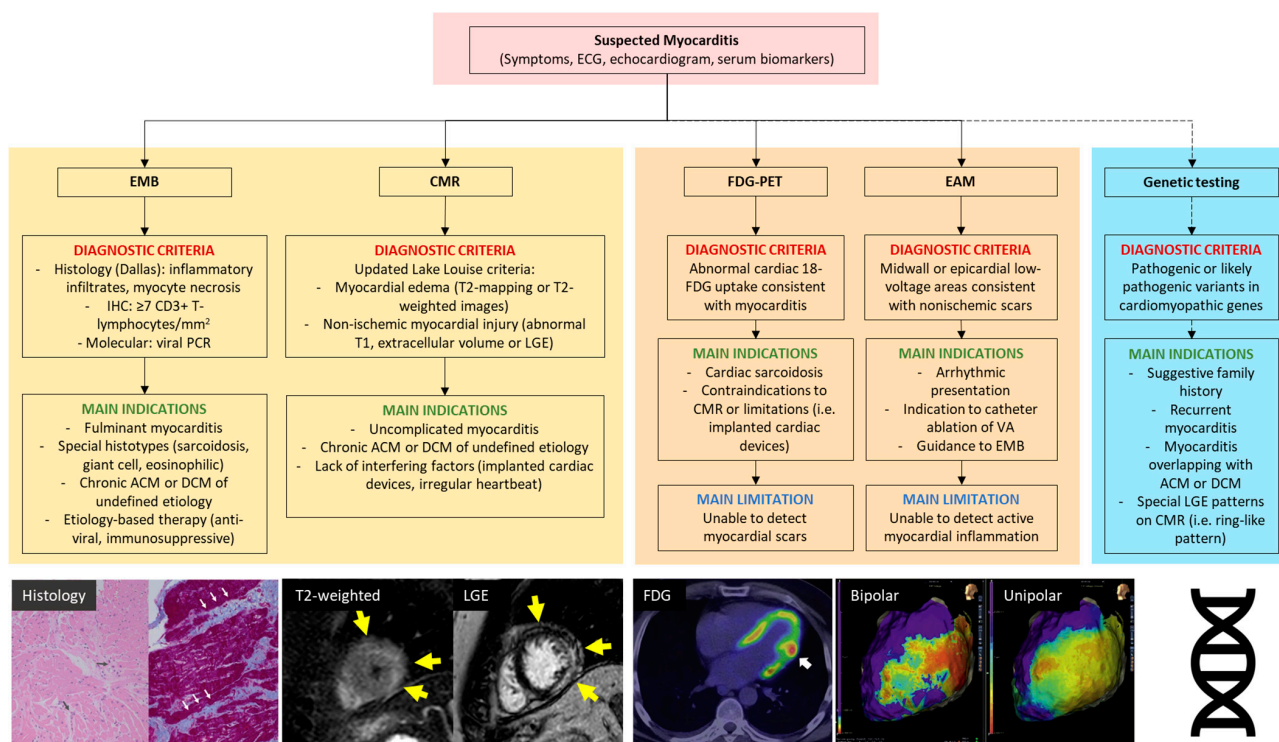 Suspected Myocarditis
(Symptoms, ECG, echocardiogram, serum biomarkers)
EMB
DIAGNOSTIC CRITERIA
- Histology (Dallas): inflammatory
infiltrates, myocyte necrosis
- IHC: ≥7 CD3+ T-
lymphocytes/mm²
- Molecular: viral PCR
MAIN INDICATIONS
- Fulminant myocarditis
- Special histotypes (sarcoidosis,
giant cell, eosinophilic)
- Chronic ACM or DCM of
undefined etiology
- Etiology-based therapy (anti-
viral, immunosuppressive)
CMR
DIAGNOSTIC CRITERIA
Updated Lake Louise criteria:
- Myocardial edema (T2-mapping or T2-
weighted images)
- Non-ischemic myocardial injury (abnormal
T1, extracellular volume or LGE)
MAIN INDICATIONS
- Uncomplicated myocarditis
- Chronic ACM or DCM of undefined etiology
- Lack of interfering factors (implanted cardiac
devices, irregular heartbeat)
FDG-PET
DIAGNOSTIC CRITERIA
Abnormal cardiac 18-
FDG uptake consistent
with myocarditis
MAIN INDICATIONS
- Cardiac sarcoidosis
- Contraindications to
CMR or limitations (i.e.
implanted cardiac
devices)
MAIN LIMITATION
Unable to detect
myocardial scars
EAM
DIAGNOSTIC CRITERIA
Midwall or epicardial low-
voltage areas consistent
with nonischemic scars
MAIN INDICATIONS
- Arrhythmic
presentation
- Indication to catheter
ablation of VA
- Guidance to EMB
MAIN LIMITATION
Unable to detect active
myocardial inflammation
Genetic testing
DIAGNOSTIC CRITERIA
Pathogenic or likely
pathogenic variants in
cardiomyopathic genes
MAIN INDICATIONS
- Suggestive family
history
- Recurrent
myocarditis
- Myocarditis
overlapping with
ACM or DCM
- Special LGE patterns
on CMR (i.e. ring-like
pattern)
Histology
T2-weighted
LGE
FDG
Bipolar
Unipolar